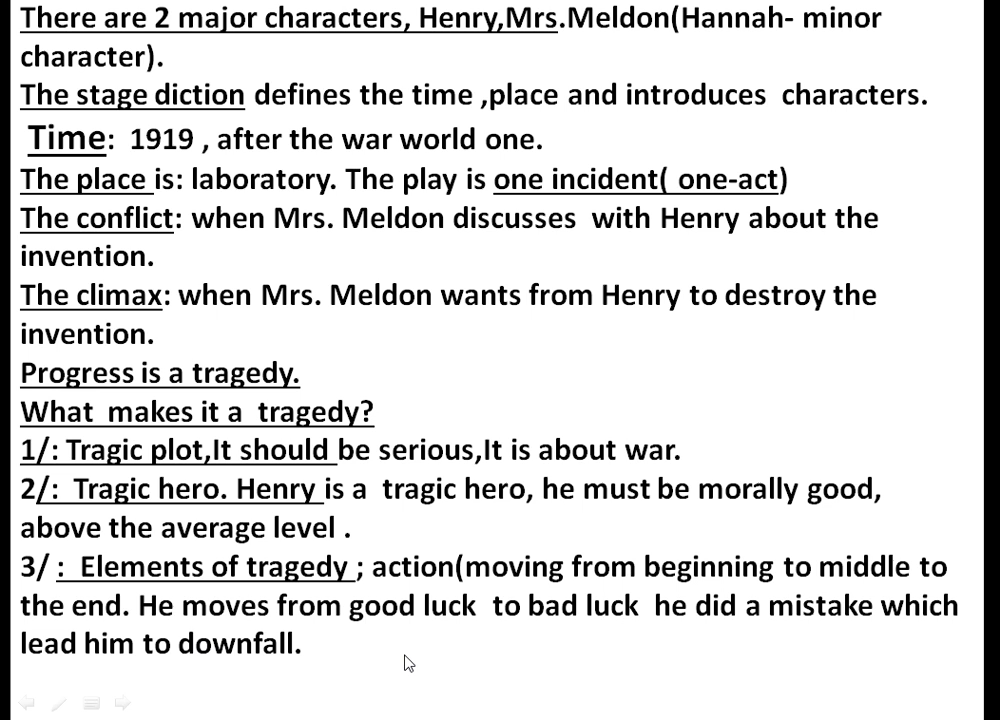 There are 2 major characters, Henry,Mrs.Meldon(Hannah- minor
character).
The stage diction defines the time ,place and introduces characters.
Time: 1919 , after the war world one.
The place is: laboratory. The play is one incident( one-act)
The conflict: when Mrs. Meldon discusses with Henry about the
invention.
The climax: when Mrs. Meldon wants from Henry to destroy the
invention.
Progress is a tragedy.
What makes it a tragedy?
1/: Tragic plot,It should be serious,It is about war.
2/: Tragic hero. Henry is a tragic hero, he must be morally good,
above the average level .
3/ : Elements of tragedy ; action(moving from beginning to middle to
the end. He moves from good luck to bad luck he did a mistake which
lead him to downfall.